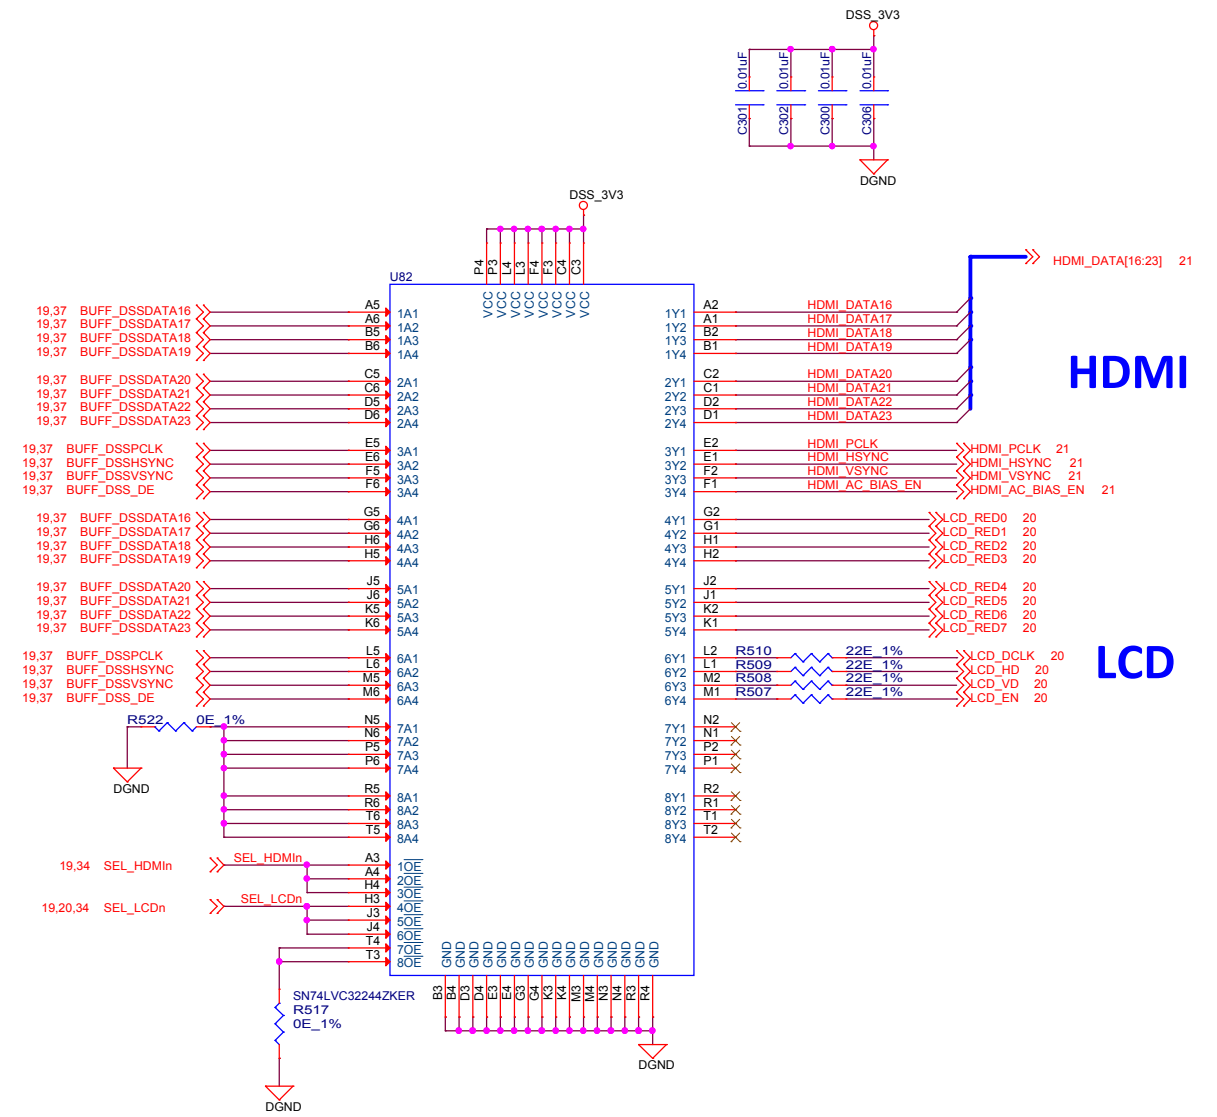 DSS_3V3
0.01uF 0.01uF 0.01uF 0.01uF
C301 C302 C300 C306
DGND
DSS_3V3
P4 P3 L4 L3 F4 F3 C4 C3
U82
VCC VCC VCC VCC VCC VCC VCC VCC
HDMI_DATA[16:23] 21
19,37 BUFF_DSSDATA16 A5 1A1 1Y1 A2 HDMI_DATA16
19,37 BUFF_DSSDATA17 A6 1A2 1Y2 A1 HDMI_DATA17
19,37 BUFF_DSSDATA18 B5 1A3 1Y3 B2 HDMI_DATA18
19,37 BUFF_DSSDATA19 B6 1A4 1Y4 B1 HDMI_DATA19
HDMI
19,37 BUFF_DSSDATA20 C5 2A1 2Y1 C2 HDMI_DATA20
19,37 BUFF_DSSDATA21 C6 2A2 2Y2 C1 HDMI_DATA21
19,37 BUFF_DSSDATA22 D5 2A3 2Y3 D2 HDMI_DATA22
19,37 BUFF_DSSDATA23 D6 2A4 2Y4 D1 HDMI_DATA23
19,37 BUFF_DSSPCLK E5 3A1 3Y1 E2 HDMI_PCLK HDMI_PCLK 21
19,37 BUFF_DSSHSYNC E6 3A2 3Y2 E1 HDMI_HSYNC HDMI_HSYNC 21
19,37 BUFF_DSSVSYNC F5 3A3 3Y3 F2 HDMI_VSYNC HDMI_VSYNC 21
19,37 BUFF_DSS_DE F6 3A4 3Y4 F1 HDMI_AC_BIAS_EN HDMI_AC_BIAS_EN 21
19,37 BUFF_DSSDATA16 G5 4A1 4Y1 G2 LCD_RED0 20
19,37 BUFF_DSSDATA17 G6 4A2 4Y2 G1 LCD_RED1 20
19,37 BUFF_DSSDATA18 H6 4A3 4Y3 H1 LCD_RED2 20
19,37 BUFF_DSSDATA19 H5 4A4 4Y4 H2 LCD_RED3 20
19,37 BUFF_DSSDATA20 J5 5A1 5Y1 J2 LCD_RED4 20
19,37 BUFF_DSSDATA21 J6 5A2 5Y2 J1 LCD_RED5 20
19,37 BUFF_DSSDATA22 K5 5A3 5Y3 K2 LCD_RED6 20
19,37 BUFF_DSSDATA23 K6 5A4 5Y4 K1 LCD_RED7 20
19,37 BUFF_DSSPCLK L5 6A1 6Y1 L2 R510 22E_1% LCD_DCLK 20
19,37 BUFF_DSSHSYNC L6 6A2 6Y2 L1 R509 22E_1% LCD_HD 20
19,37 BUFF_DSSVSYNC M5 6A3 6Y3 M2 R508 22E_1% LCD_VD 20
19,37 BUFF_DSS_DE M6 6A4 6Y4 M1 R507 22E_1% LCD_EN 20
LCD
R522 0E_1% N5 7A1 7Y1 N2
N6 7A2 7Y2 N1
P5 7A3 7Y3 P2
P6 7A4 7Y4 P1
DGND
R5 8A1 8Y1 R2
R6 8A2 8Y2 R1
T6 8A3 8Y3 T1
T5 8A4 8Y4 T2
19,34 SEL_HDMIn SEL_HDMIn A3 1OE
A4 2OE
H4 3OE
19,20,34 SEL_LCDn SEL_LCDn H3 4OE
J3 5OE
J4 6OE
T4 7OE
T3 8OE
GND GND GND GND GND GND GND GND GND GND GND GND GND GND GND GND
B3 B4 D3 D4 E3 E4 G3 G4 K3 K4 M3 M4 N3 N4 R3 R4
SN74LVC32244ZKER
R517
0E_1%
DGND
DGND